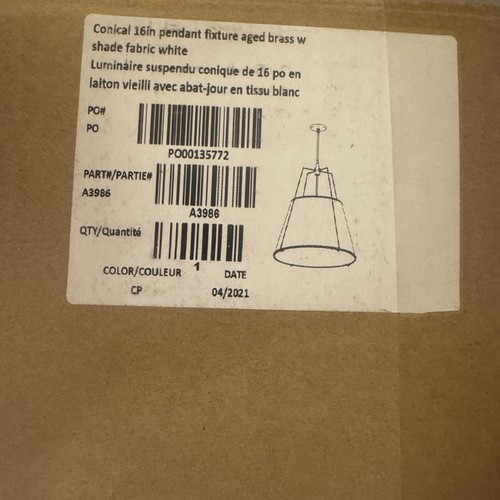 Conical 16in pendant fixture aged brass w
shade fabric white
Luminaire suspendu conique de 16 po en
laiton vieilli avec abat-jour en tissu blanc
PO#
PO
PO00135772
PART#/PARTIE#
A3986
A3986
QTY/Quantité
1
COLOR/COULEUR DATE
CP 04/2021